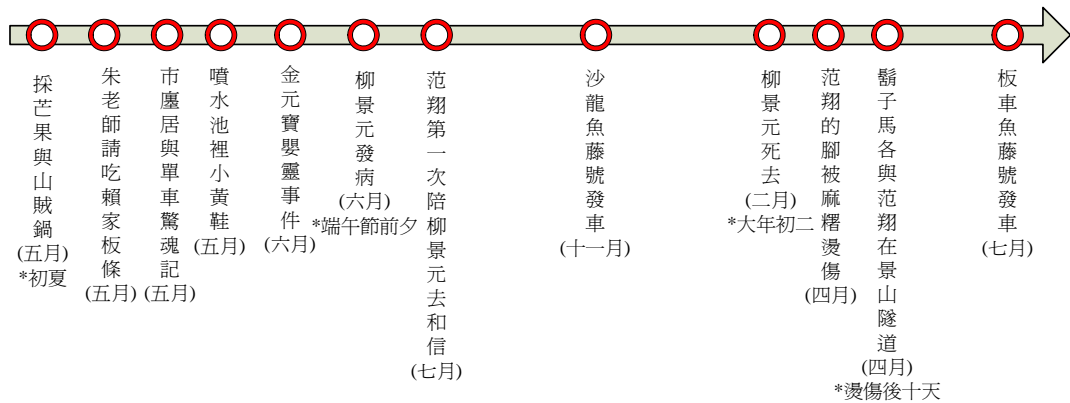 採芒果與山賊鍋
(五月)
*初夏
朱老師請吃賴家板條
(五月)
市廛居與單車驚魂記
(五月)
噴水池裡小黃鞋
(五月)
金元寶嬰靈事件
(六月)
柳景元發病
(六月)
*端午節前夕
范翔第一次陪柳景元去和信
(七月)
沙龍魚藤號發車
(十一月)
柳景元死去
(二月)
*大年初二
范翔的腳被麻糬燙傷
(四月)
鬍子馬各與范翔在景山隧道
(四月)
*燙傷後十天
板車魚藤號發車
(七月)